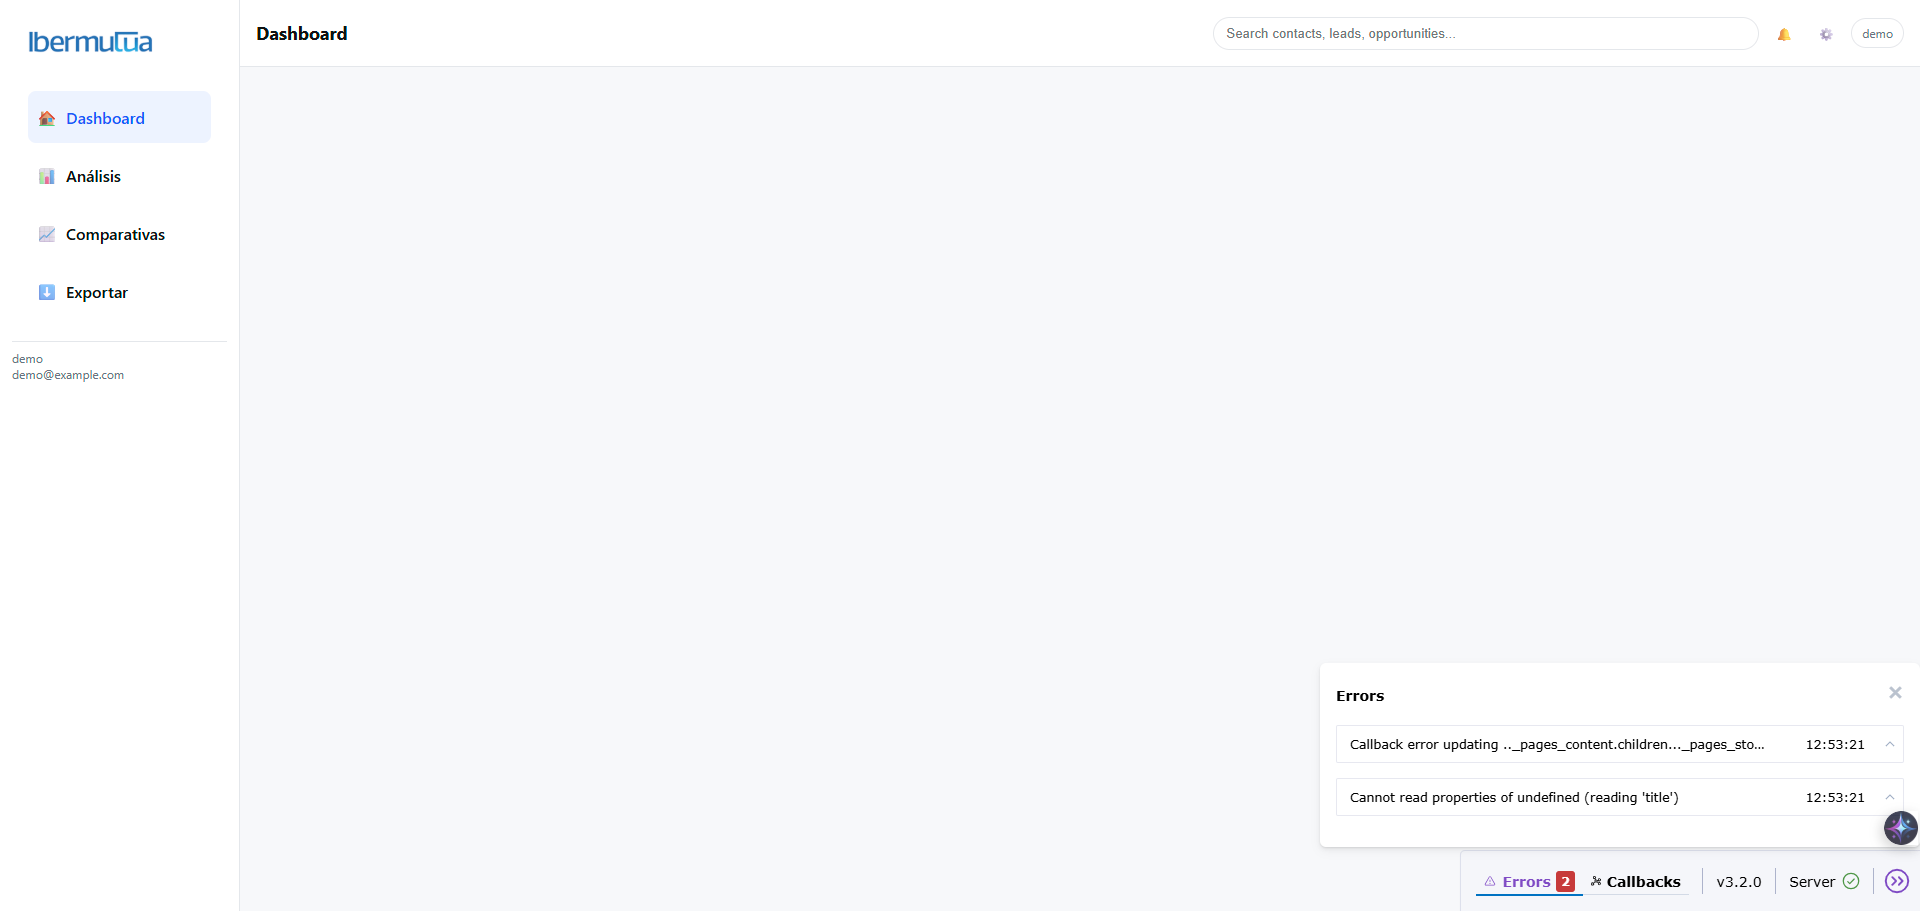 Ibermutua
Dashboard
Análisis
Comparativas
Exportar
demo
demo@example.com
Dashboard
Search contacts, leads, opportunities...
demo
Errors
Callback error updating .._pages_content.children..._pages_sto...
12:53:21
Cannot read properties of undefined (reading 'title')
12:53:21
Errors 2
Callbacks
v3.2.0
Server